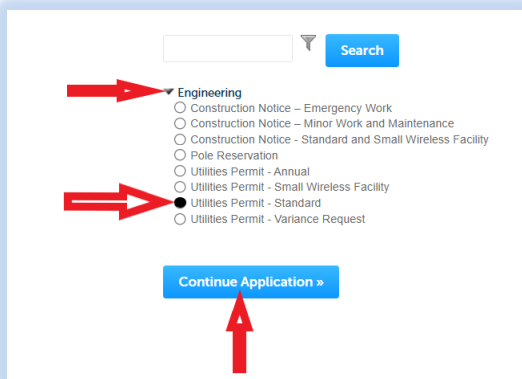 Search
Engineering
Construction Notice – Emergency Work
Construction Notice – Minor Work and Maintenance
Construction Notice - Standard and Small Wireless Facility
Pole Reservation
Utilities Permit - Annual
Utilities Permit - Small Wireless Facility
Utilities Permit - Standard
Utilities Permit - Variance Request
Continue Application »